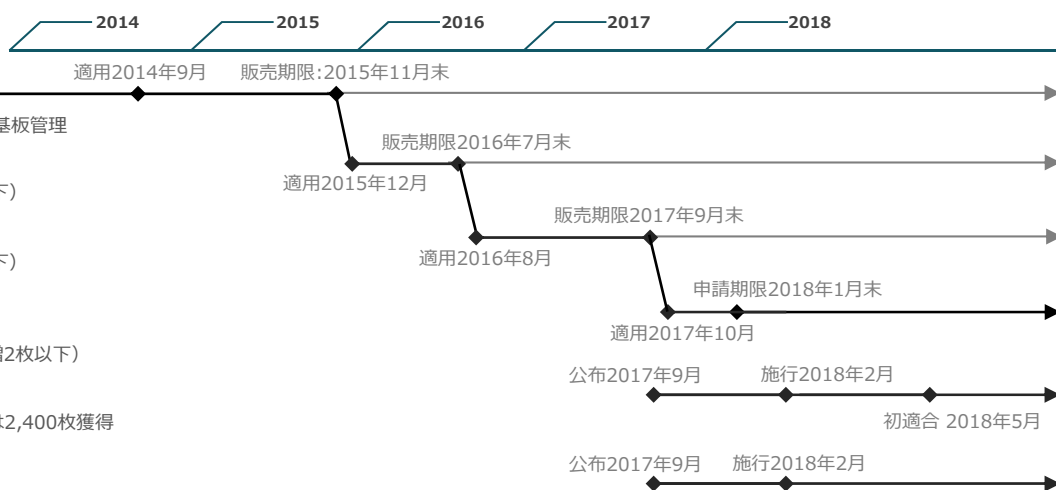 2014 2015 2016 2017 2018
適用2014年9月 販売期限:2015年11月末
基板管理
販売期限2016年7月末
適用2015年12月
下)
販売期限2017年9月末
適用2016年8月
下)
申請期限2018年1月末
適用2017年10月
増2枚以下）
公布2017年9月 施行2018年2月
2,400枚獲得
初適合 2018年5月
公布2017年9月 施行2018年2月